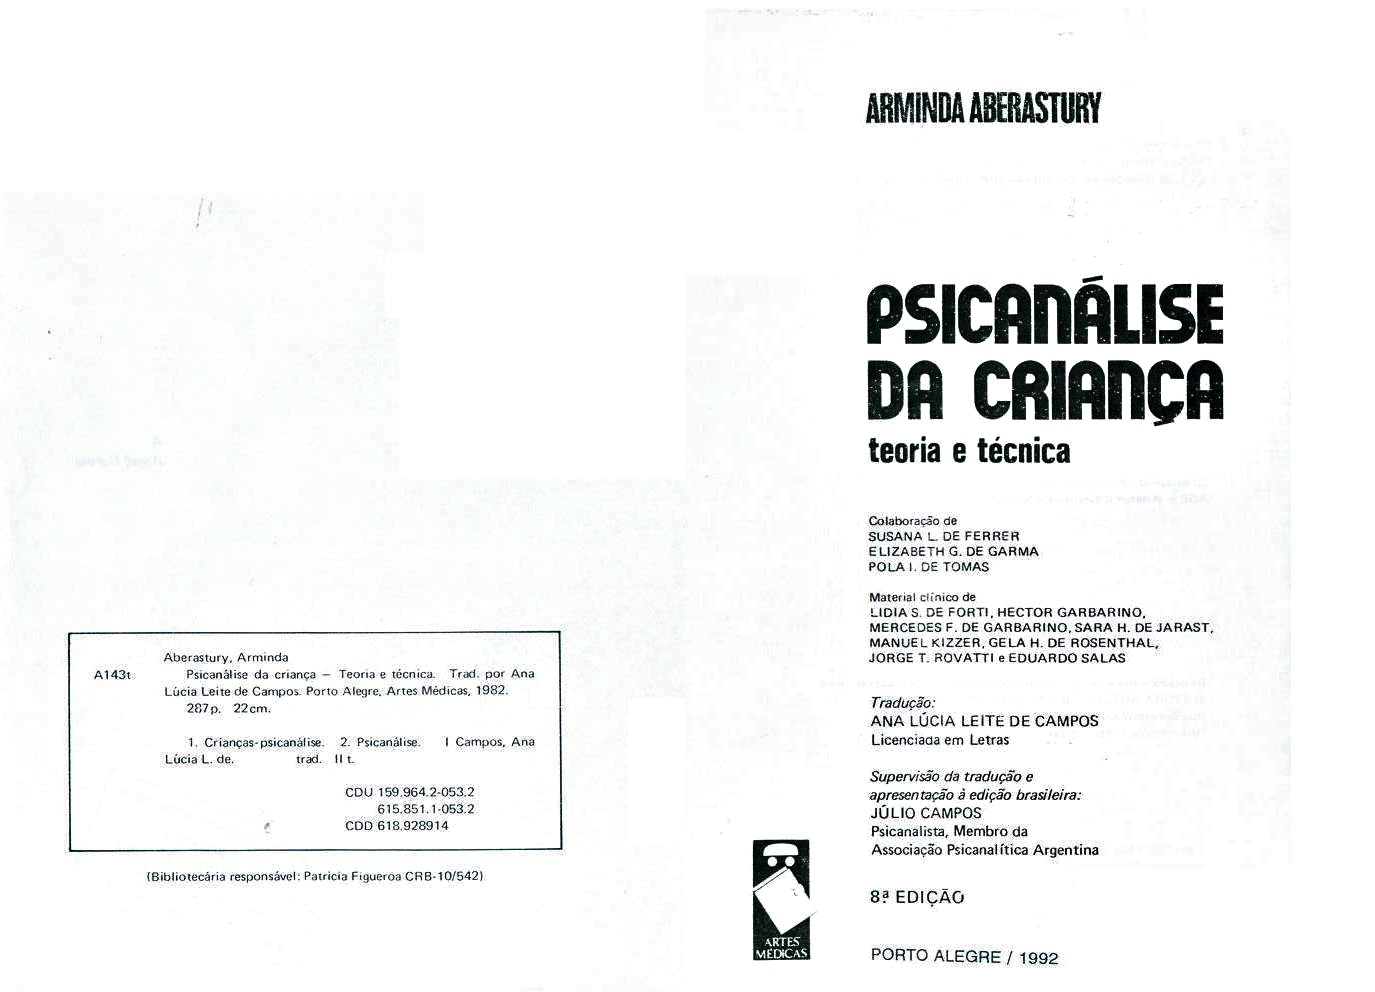 Aberastury, Arminda
A143t Psicanálise da criança — Teoria e técnica. Trad. por Ana
Lúcia Leite de Campos. Porto Alegre, Artes Médicas, 1982.
287p. 22cm.
1. Crianças-psicanálise. 2. Psicanálise. I Campos, Ana
Lúcia L. de. trad. II t.
CDU 159.964.2-053.2
615.851.1-053.2
CDD 618.928914
(Bibliotecária responsável: Patricia Figueroa CRB-10/542)
ARMINDA ABERASTURY
PSICANÁLISE
DA CRIANÇA
teoria e técnica
Colaboração de
SUSANA L. DE FERRER
ELIZABETH G. DE GARMA
POLA I. DE TOMAS
Material clínico de
LIDIA S. DE FORTI, HECTOR GARBARINO,
MERCEDES F. DE GARBARINO, SARA H. DE JARAST,
MANUEL KIZZER, GELA H. DE ROSENTHAL,
JORGE T. ROVATTI e EDUARDO SALAS
Tradução:
ANA LÚCIA LEITE DE CAMPOS
Licenciada em Letras
Supervisão da tradução e
apresentação à edição brasileira:
JÚLIO CAMPOS
Psicanalista, Membro da
Associação Psicanalítica Argentina
8ª EDIÇÃO
ARTES
MÉDICAS
PORTO ALEGRE / 1992